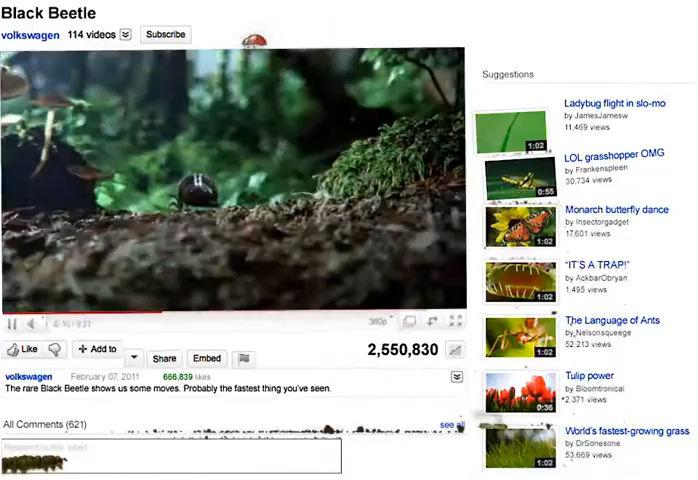 Black Beetle
volkswagen 114 videos Subscribe
Suggestions
Ladybug flight in slo-mo
by JamesJamesw
11,469 views
1:02
LOL grasshopper OMG
by Frankenspleen
30,734 views
0:55
Monarch butterfly dance
by Insectorgadget
17,601 views
1:02
"IT'S A TRAP!"
by AckbarObryan
1,495 views
1:02
The Language of Ants
by Nelsonsqueege
52,213 views
1:02
Tulip power
by Bloomtronical
2,371 views
0:36
World's fastest-growing grass
by DrSonesone
53,669 views
1:02
360p
Like Add to Share Embed 2,550,830
volkswagen February 07, 2011 666,839 likes
The rare Black Beetle shows us some moves. Probably the fastest thing you've seen.
All Comments (621) see all
Respond to this video...